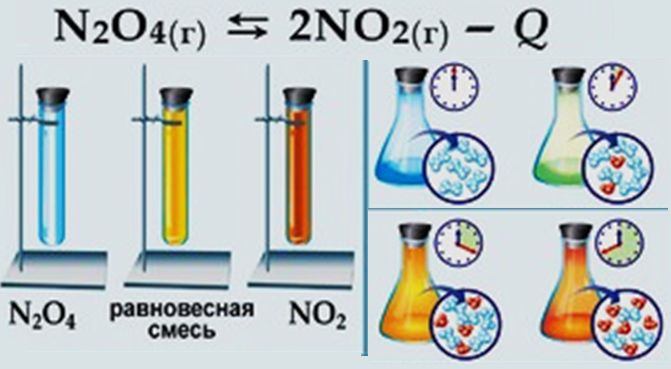 N₂O₄(г) ⇆ 2NO₂(г) – Q
N₂O₄
равновесная
смесь
NO₂